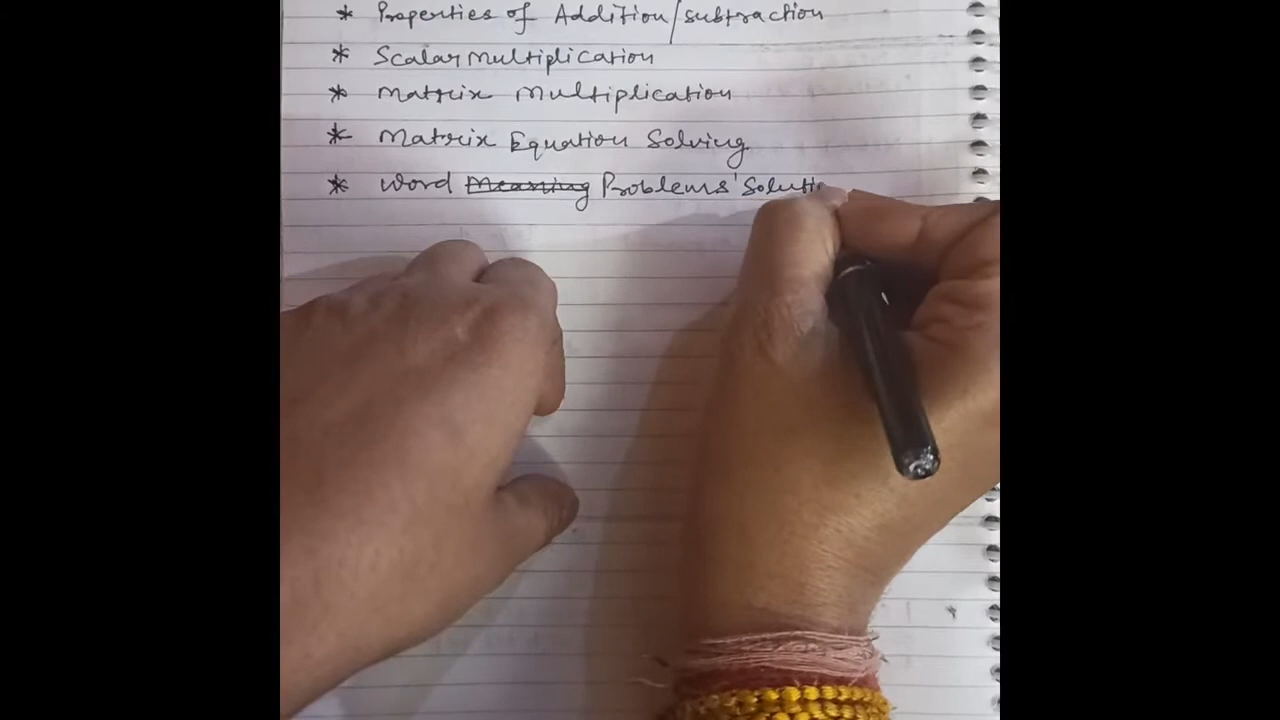 * Properties of Addition/subtraction
* Scalar multiplication
* Matrix Multiplication
* Matrix Equation Solving
* Word Meaning Problems' Soluti